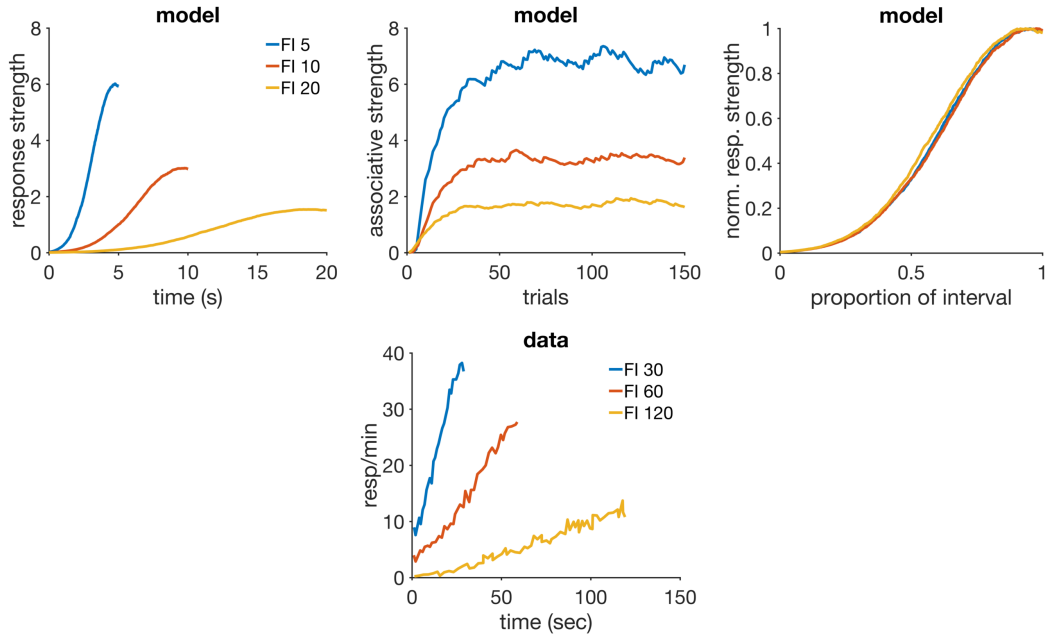 model
8
6
4
2
0
response strength
FI 5
FI 10
FI 20
0 5 10 15 20
time (s)
model
8
6
4
2
0
associative strength
0 50 100 150
trials
model
1
0.8
0.6
0.4
0.2
0
norm. resp. strength
0 0.5 1
proportion of interval
data
40
30
20
10
0
resp/min
FI 30
FI 60
FI 120
0 50 100 150
time (sec)